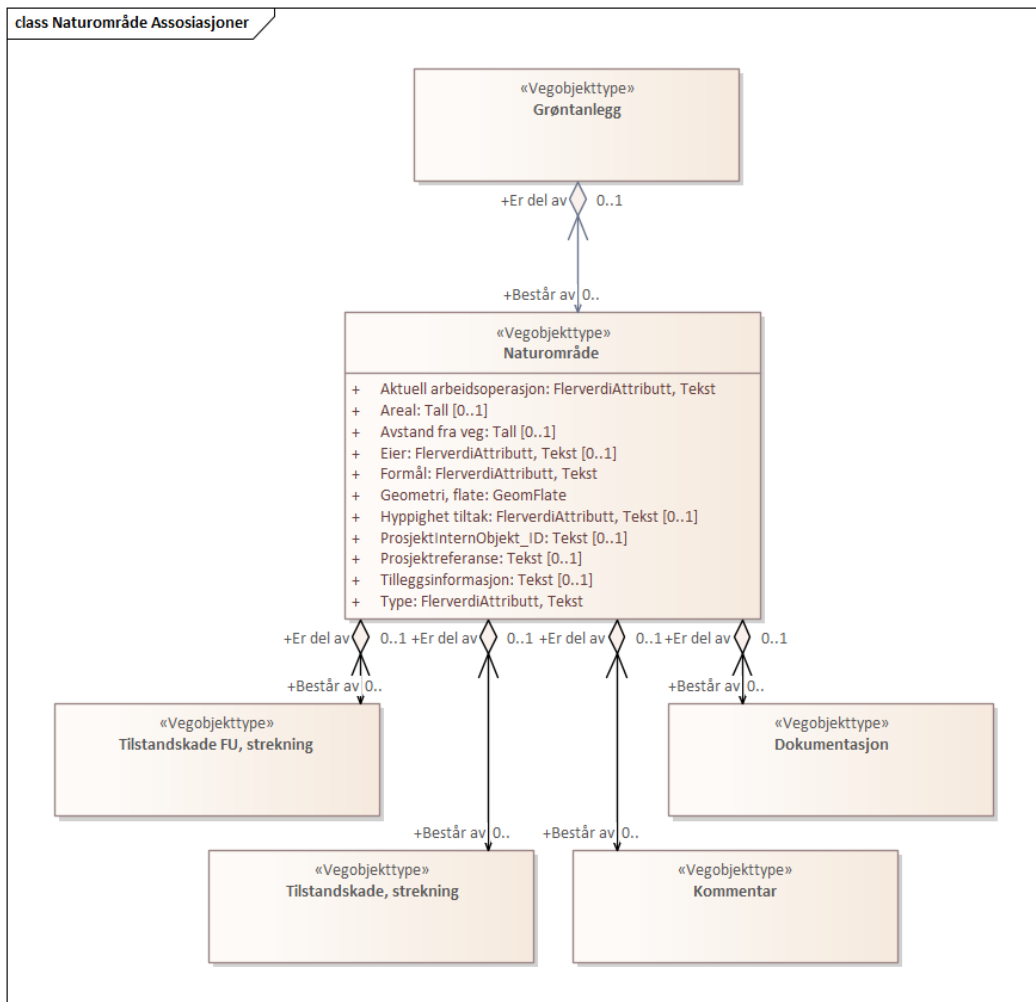 class Naturområde Assosiasjoner
«Vegobjekttype»
Grøntanlegg
+Er del av 0..1
+Består av 0..
«Vegobjekttype»
Naturområde
+ Aktuell arbeidsoperasjon: FlerverdiAttributt, Tekst
+ Areal: Tall [0..1]
+ Avstand fra veg: Tall [0..1]
+ Eier: FlerverdiAttributt, Tekst [0..1]
+ Formål: FlerverdiAttributt, Tekst
+ Geometri, flate: GeomFlate
+ Hyppighet tiltak: FlerverdiAttributt, Tekst [0..1]
+ ProsjektInternObjekt_ID: Tekst [0..1]
+ Prosjektreferanse: Tekst [0..1]
+ Tilleggsinformasjon: Tekst [0..1]
+ Type: FlerverdiAttributt, Tekst
+Er del av 0..1 +Er del av 0..1 +Er del av 0..1 +Er del av 0..1
+Består av 0.. +Består av 0..
«Vegobjekttype»
Tilstandskade FU, strekning
«Vegobjekttype»
Dokumentasjon
+Består av 0.. +Består av 0..
«Vegobjekttype»
Tilstandskade, strekning
«Vegobjekttype»
Kommentar